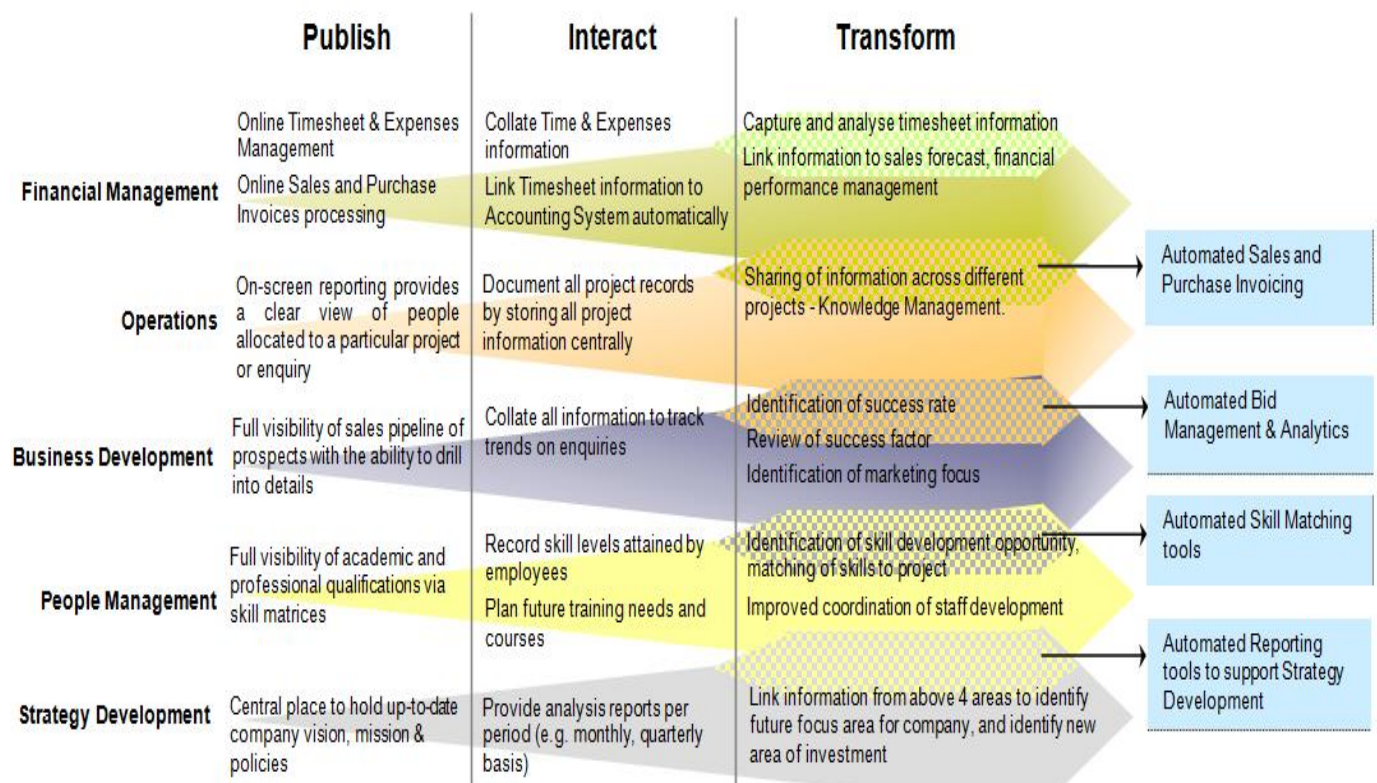 Publish
Interact
Transform
Financial Management
Online Timesheet & Expenses
Management
Online Sales and Purchase
Invoices processing
Collate Time & Expenses
information
Link Timesheet information to
Accounting System automatically
Capture and analyse timesheet information
Link information to sales forecast, financial
performance management
Operations
On-screen reporting provides
a clear view of people
allocated to a particular project
or enquiry
Document all project records
by storing all project
information centrally
Sharing of information across different
projects - Knowledge Management.
Automated Sales and
Purchase Invoicing
Business Development
Full visibility of sales pipeline of
prospects with the ability to drill
into details
Collate all information to track
trends on enquiries
Identification of success rate
Review of success factor
Identification of marketing focus
Automated Bid
Management & Analytics
People Management
Full visibility of academic and
professional qualifications via
skill matrices
Record skill levels attained by
employees
Plan future training needs and
courses
Identification of skill development opportunity,
matching of skills to project
Improved coordination of staff development
Automated Skill Matching
tools
Strategy Development
Central place to hold up-to-date
company vision, mission &
policies
Provide analysis reports per
period (e.g. monthly, quarterly
basis)
Link information from above 4 areas to identify
future focus area for company, and identify new
area of investment
Automated Reporting
tools to support Strategy
Development